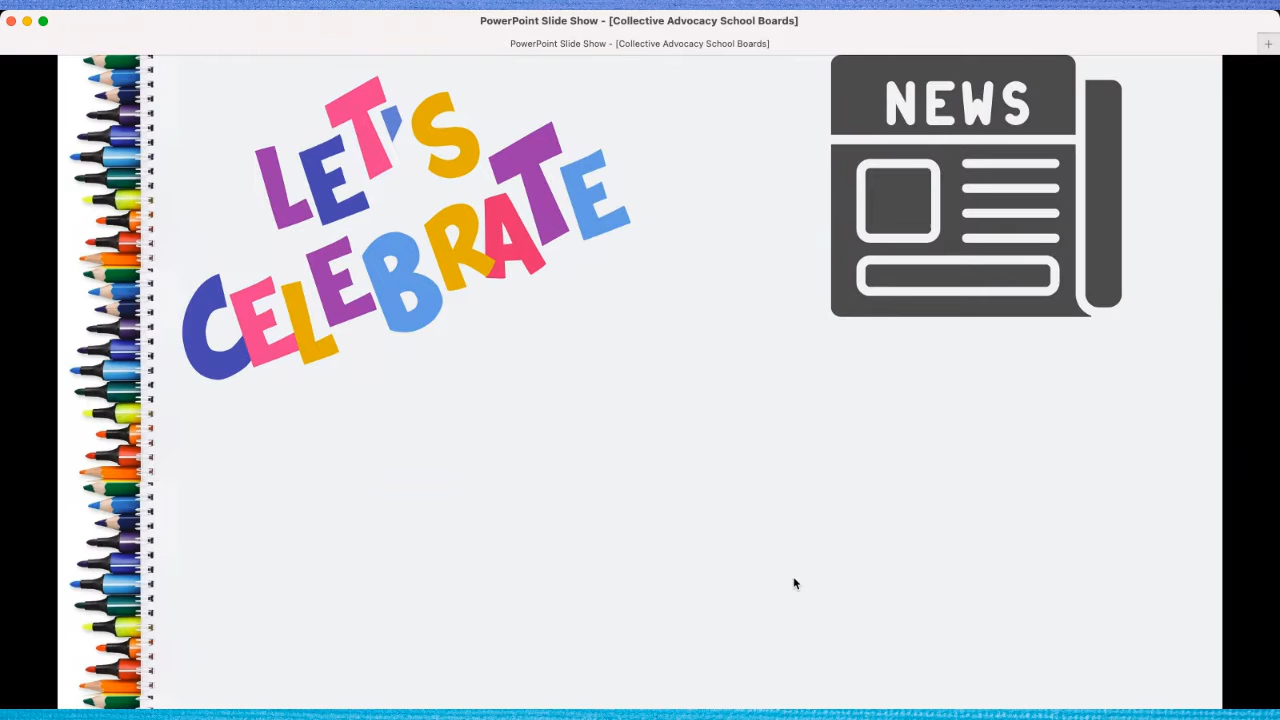 PowerPoint Slide Show - [Collective Advocacy School Boards]
PowerPoint Slide Show - [Collective Advocacy School Boards]
LET'S
CELEBRATE
NEWS